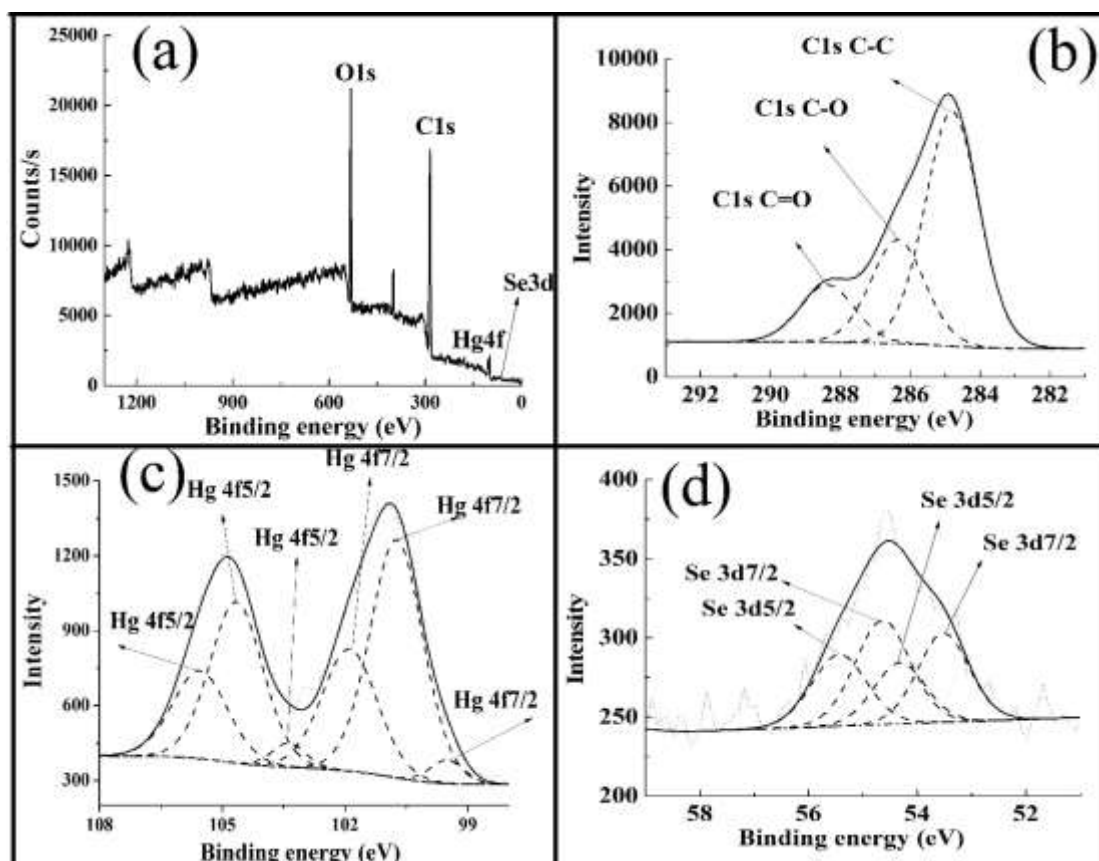 (a)
25000
20000
15000
10000
5000
0
Counts/s
O1s
C1s
Se3d
Hg4f
1200 900 600 300 0
Binding energy (eV)
(b)
C1s C-C
C1s C-O
C1s C=O
10000
8000
6000
4000
2000
0
Intensity
292 290 288 286 284 282
Binding energy (eV)
(c)
Hg 4f7/2
Hg 4f5/2
Hg 4f5/2
Hg 4f7/2
Hg 4f5/2
Hg 4f7/2
1500
1200
900
600
300
Intensity
108 105 102 99
Binding energy (eV)
(d)
Se 3d5/2
Se 3d7/2
Se 3d7/2
Se 3d5/2
400
350
300
250
200
Intensity
58 56 54 52
Binding energy (eV)